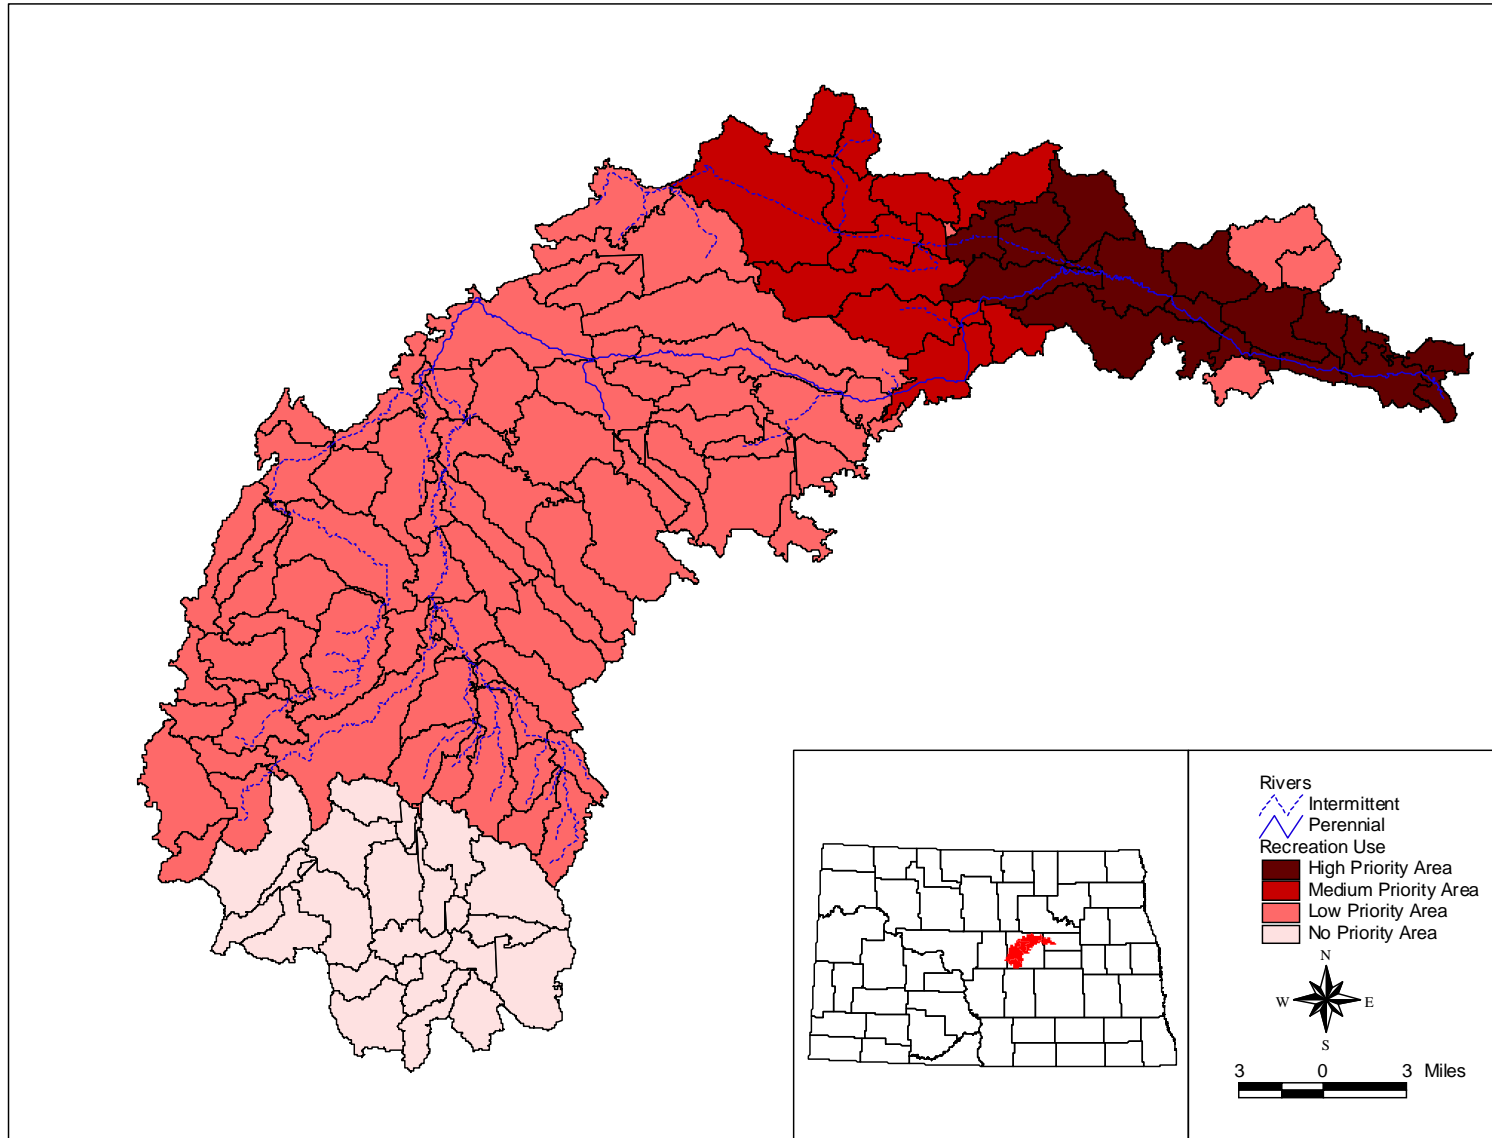 Rivers
Intermittent
Perennial
Recreation Use
High Priority Area
Medium Priority Area
Low Priority Area
No Priority Area
N
W E
S
3 0 3 Miles